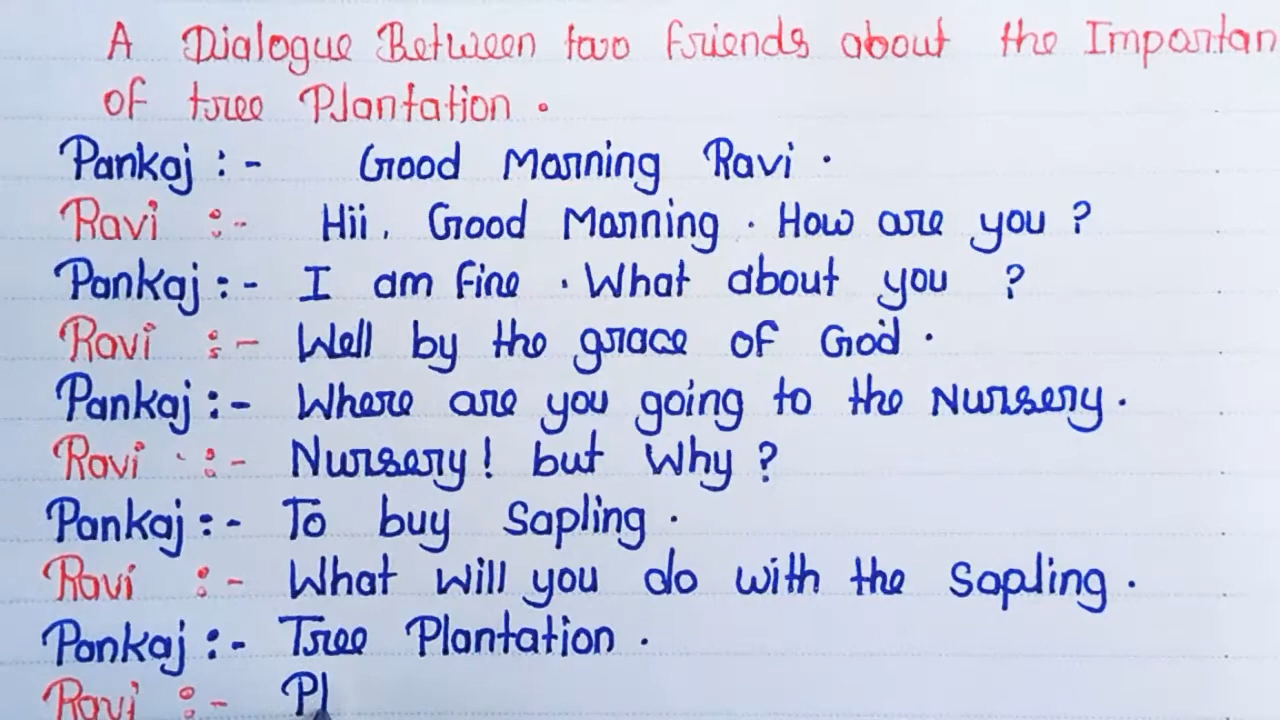 A Dialogue Between two friends about the Importan
of tree Plantation .
Pankaj :- Good Morning Ravi .
Ravi :- Hii. Good Morning . How are you ?
Pankaj :- I am fine . What about you ?
Ravi :- Well by the grace of God .
Pankaj :- Where are you going to the Nursery .
Ravi :- Nursery ! but Why ?
Pankaj :- To buy Sapling .
Ravi :- What will you do with the Sapling .
Pankaj :- Tree Plantation .
Ravi :- Pl